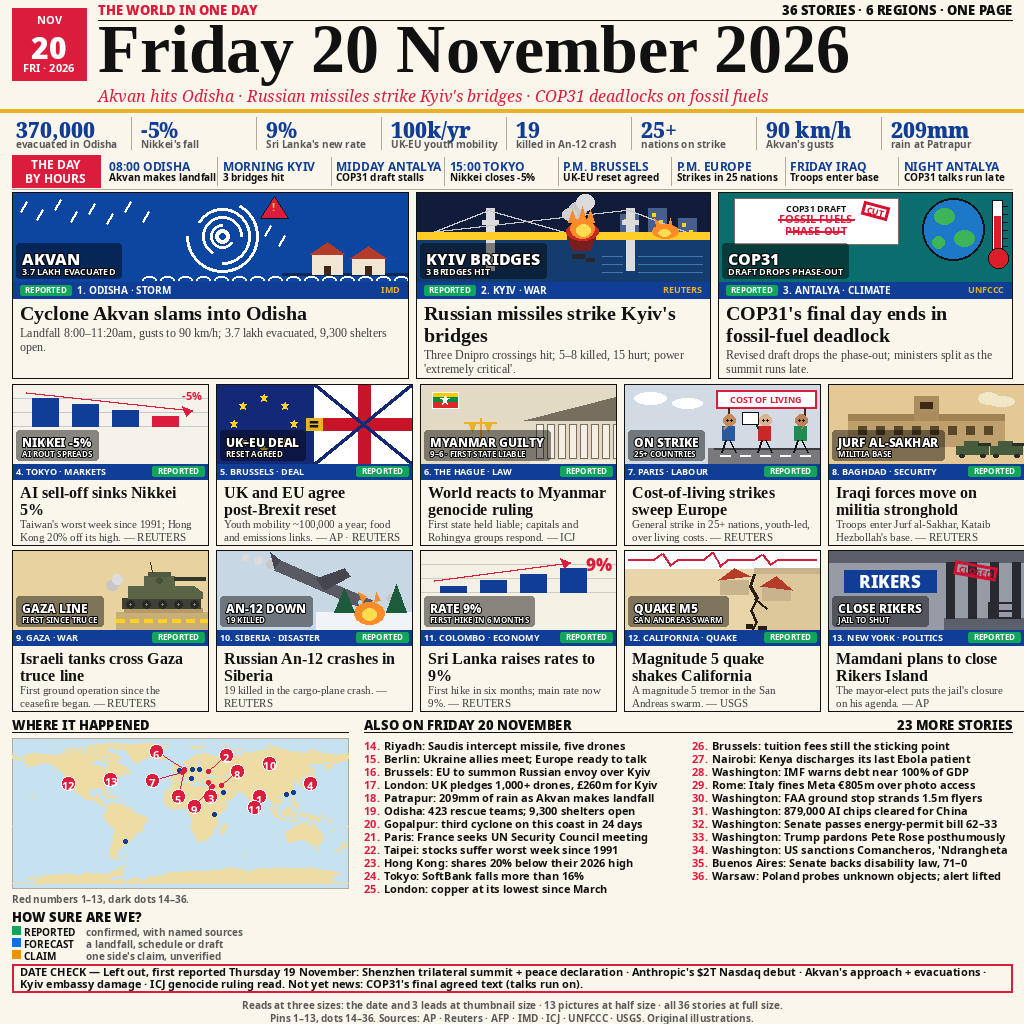 NOV
20
FRI · 2026
THE WORLD IN ONE DAY
36 STORIES · 6 REGIONS · ONE PAGE
Friday 20 November 2026
Akvan hits Odisha · Russian missiles strike Kyiv's bridges · COP31 deadlocks on fossil fuels
370,000
evacuated in Odisha
-5%
Nikkei's fall
9%
Sri Lanka's new rate
100k/yr
UK-EU youth mobility
19
killed in An-12 crash
25+
nations on strike
90 km/h
Akvan's gusts
209mm
rain at Patrapur
THE DAY
BY HOURS
08:00 ODISHA
Akvan makes landfall
MORNING KYIV
3 bridges hit
MIDDAY ANTALYA
COP31 draft stalls
15:00 TOKYO
Nikkei closes -5%
P.M. BRUSSELS
UK-EU reset agreed
P.M. EUROPE
Strikes in 25 nations
FRIDAY IRAQ
Troops enter base
NIGHT ANTALYA
COP31 talks run late
!
AKVAN
3.7 LAKH EVACUATED
REPORTED 1. ODISHA · STORM IMD
Cyclone Akvan slams into Odisha
Landfall 8:00–11:20am, gusts to 90 km/h; 3.7 lakh evacuated, 9,300 shelters
open.
KYIV BRIDGES
3 BRIDGES HIT
REPORTED 2. KYIV · WAR REUTERS
Russian missiles strike Kyiv's
bridges
Three Dnipro crossings hit; 5–8 killed, 15 hurt; power
'extremely critical'.
COP31 DRAFT
FOSSIL FUELS
PHASE-OUT
CUT
COP31
DRAFT DROPS PHASE-OUT
REPORTED 3. ANTALYA · CLIMATE UNFCCC
COP31's final day ends in
fossil-fuel deadlock
Revised draft drops the phase-out; ministers split as the
summit runs late.
-5%
NIKKEI -5%
AI ROUT SPREADS
4. TOKYO · MARKETS REPORTED
AI sell-off sinks Nikkei
5%
Taiwan's worst week since 1991; Hong
Kong 20% off its high. — REUTERS
=
UK–EU DEAL
RESET AGREED
5. BRUSSELS · DEAL REPORTED
UK and EU agree
post-Brexit reset
Youth mobility ~100,000 a year; food
and emissions links. — AP · REUTERS
MYANMAR GUILTY
9–6 · FIRST STATE LIABLE
6. THE HAGUE · LAW REPORTED
World reacts to Myanmar
genocide ruling
First state held liable; capitals and
Rohingya groups respond. — ICJ
COST OF LIVING
ON STRIKE
25+ COUNTRIES
7. PARIS · LABOUR REPORTED
Cost-of-living strikes
sweep Europe
General strike in 25+ nations, youth-led,
over living costs. — REUTERS
JURF AL-SAKHAR
MILITIA BASE
8. BAGHDAD · SECURITY REPORTED
Iraqi forces move on
militia stronghold
Troops enter Jurf al-Sakhar, Kataib
Hezbollah's base. — REUTERS
GAZA LINE
FIRST SINCE TRUCE
9. GAZA · WAR REPORTED
Israeli tanks cross Gaza
truce line
First ground operation since the
ceasefire began. — REUTERS
AN-12 DOWN
19 KILLED
10. SIBERIA · DISASTER REPORTED
Russian An-12 crashes in
Siberia
19 killed in the cargo-plane crash. —
REUTERS
9%
RATE 9%
FIRST HIKE IN 6 MONTHS
11. COLOMBO · ECONOMY REPORTED
Sri Lanka raises rates to
9%
First hike in six months; main rate now
9%. — REUTERS
QUAKE M5
SAN ANDREAS SWARM
12. CALIFORNIA · QUAKE REPORTED
Magnitude 5 quake
shakes California
A magnitude 5 tremor in the San
Andreas swarm. — USGS
RIKERS
CLOSED
CLOSE RIKERS
JAIL TO SHUT
13. NEW YORK · POLITICS REPORTED
Mamdani plans to close
Rikers Island
The mayor-elect puts the jail's closure
on his agenda. — AP
WHERE IT HAPPENED
6
2
10
12
13
7
8
4
5
3
1
9
11
Red numbers 1–13, dark dots 14–36.
HOW SURE ARE WE?
REPORTED confirmed, with named sources
FORECAST a landfall, schedule or draft
CLAIM one side's claim, unverified
ALSO ON FRIDAY 20 NOVEMBER
23 MORE STORIES
14. Riyadh: Saudis intercept missile, five drones
15. Berlin: Ukraine allies meet; Europe ready to talk
16. Brussels: EU to summon Russian envoy over Kyiv
17. London: UK pledges 1,000+ drones, £260m for Kyiv
18. Patrapur: 209mm of rain as Akvan makes landfall
19. Odisha: 423 rescue teams; 9,300 shelters open
20. Gopalpur: third cyclone on this coast in 24 days
21. Paris: France seeks UN Security Council meeting
22. Taipei: stocks suffer worst week since 1991
23. Hong Kong: shares 20% below their 2026 high
24. Tokyo: SoftBank falls more than 16%
25. London: copper at its lowest since March
26. Brussels: tuition fees still the sticking point
27. Nairobi: Kenya discharges its last Ebola patient
28. Washington: IMF warns debt near 100% of GDP
29. Rome: Italy fines Meta €805m over photo access
30. Washington: FAA ground stop strands 1.5m flyers
31. Washington: 879,000 AI chips cleared for China
32. Washington: Senate passes energy-permit bill 62–33
33. Washington: Trump pardons Pete Rose posthumously
34. Washington: US sanctions Comancheros, 'Ndrangheta
35. Buenos Aires: Senate backs disability law, 71–0
36. Warsaw: Poland probes unknown objects; alert lifted
DATE CHECK — Left out, first reported Thursday 19 November: Shenzhen trilateral summit + peace declaration · Anthropic's $2T Nasdaq debut · Akvan's approach + evacuations ·
Kyiv embassy damage · ICJ genocide ruling read. Not yet news: COP31's final agreed text (talks run on).
Reads at three sizes: the date and 3 leads at thumbnail size · 13 pictures at half size · all 36 stories at full size.
Pins 1–13, dots 14–36. Sources: AP · Reuters · AFP · IMD · ICJ · UNFCCC · USGS. Original illustrations.